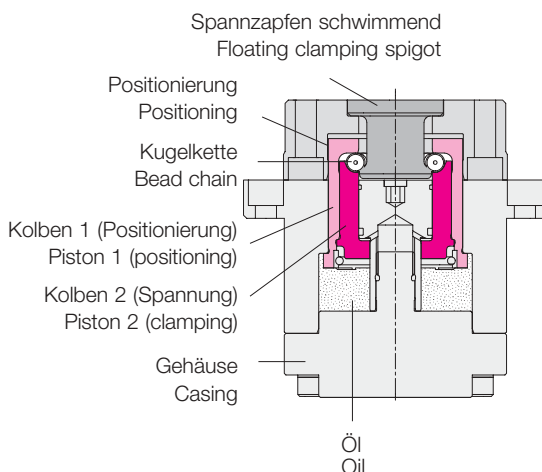 Spannzapfen schwimmend
Floating clamping spigot
Positionierung
Positioning
Kugelkette
Bead chain
Kolben 1 (Positionierung)
Piston 1 (positioning)
Kolben 2 (Spannung)
Piston 2 (clamping)
Gehäuse
Casing
Öl
Oil